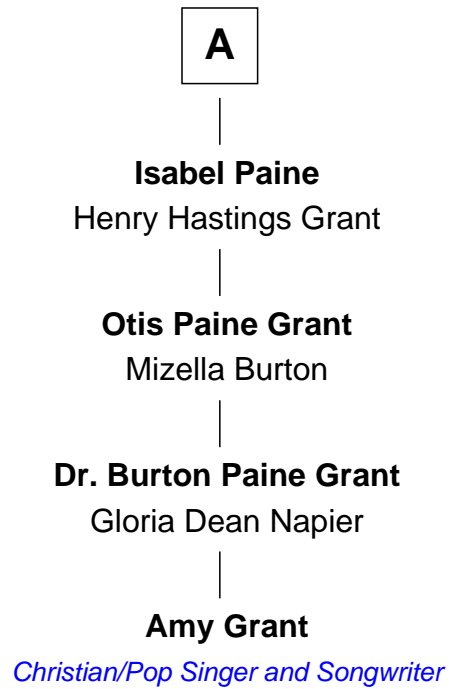 A
Isabel Paine
Henry Hastings Grant
Otis Paine Grant
Mizella Burton
Dr. Burton Paine Grant
Gloria Dean Napier
Amy Grant
Christian/Pop Singer and Songwriter